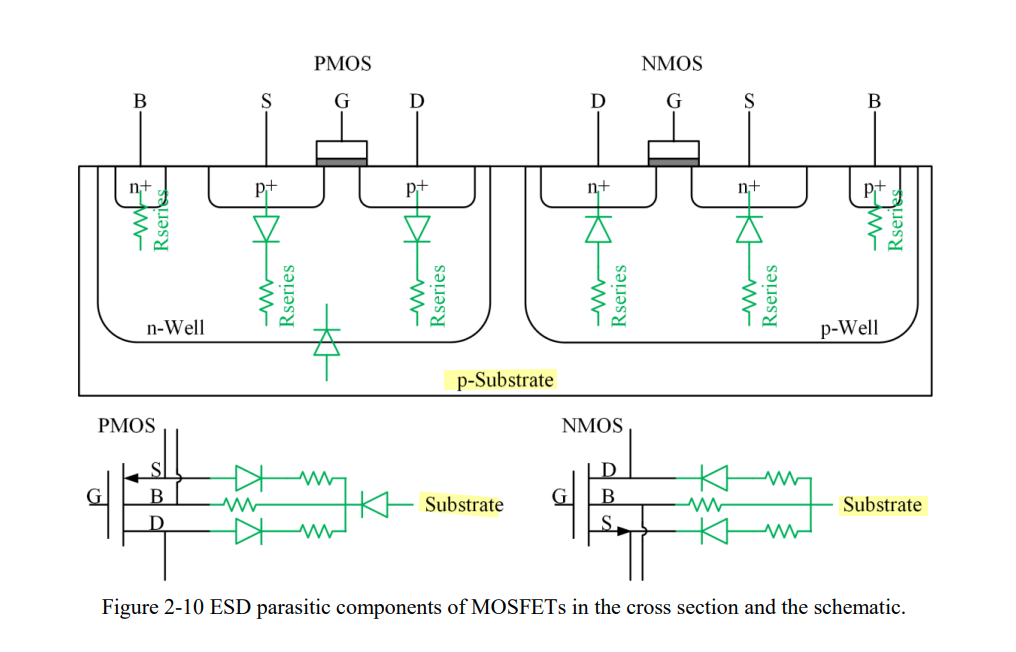 PMOS NMOS
B S G D D G S B
n+ p+ p+ n+ n+ p+
Rseries Rseries
Rseries Rseries Rseries Rseries
n-Well p-Well
p-Substrate
PMOS NMOS
S D
G B Substrate G B Substrate
D S
Figure 2-10 ESD parasitic components of MOSFETs in the cross section and the schematic.